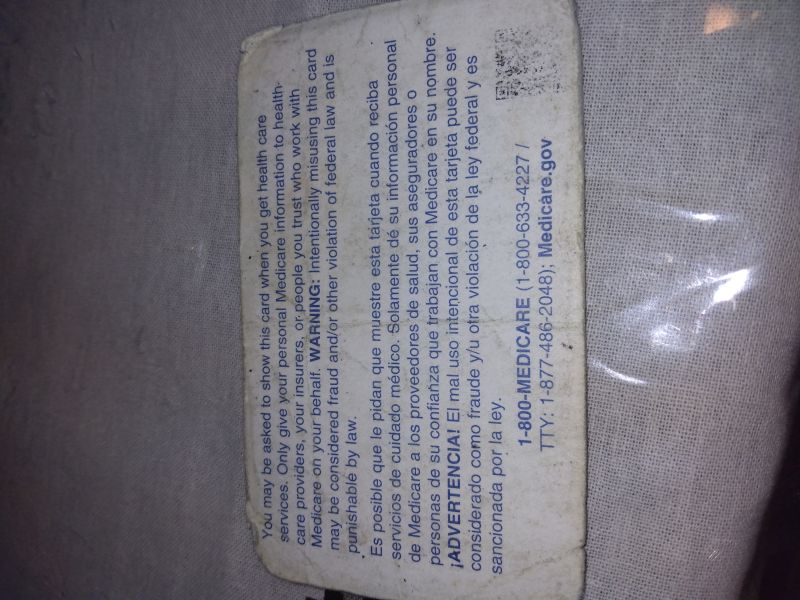 You may be asked to show this card when you get health care
services. Only give your personal Medicare information to health-
care providers, your insurers, or people you trust who work with
Medicare on your behalf. WARNING: Intentionally misusing this card
may be considered fraud and/or other violation of federal law and is
punishable by law.
Es posible que le pidan que muestre esta tarjeta cuando reciba
servicios de cuidado médico. Solamente dé su información personal
de Medicare a los proveedores de salud, sus aseguradores o
personas de su confianza que trabajan con Medicare en su nombre.
¡ADVERTENCIA! El mal uso intencional de esta tarjeta puede ser
considerado como fraude y/u otra violación de la ley federal y es
sancionada por la ley.
1-800-MEDICARE (1-800-633-4227 /
TTY: 1-877-486-2048); Medicare.gov